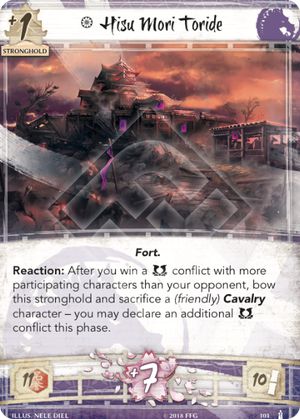 +1
STRONGHOLD
Hisu Mori Toride
Fort.
Reaction: After you win a conflict with more
participating characters than your opponent, bow
this stronghold and sacrifice a (friendly) Cavalry
character – you may declare an additional
conflict this phase.
11
+7
10
ILLUS. NELE DIEL
©2018 FFG
101